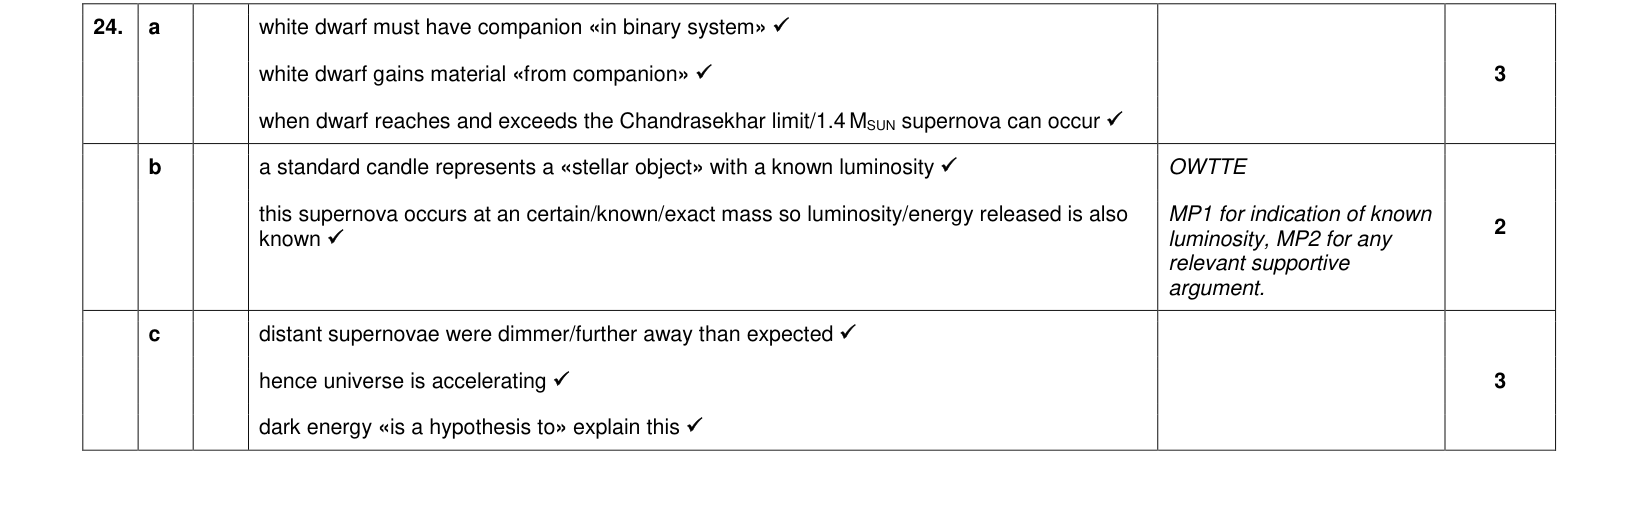 24. a white dwarf must have companion «in binary system» ✓
white dwarf gains material «from companion» ✓
3
when dwarf reaches and exceeds the Chandrasekhar limit/1.4 MSUN supernova can occur ✓
b a standard candle represents a «stellar object» with a known luminosity ✓
this supernova occurs at an certain/known/exact mass so luminosity/energy released is also
known ✓
OWTTE
MP1 for indication of known
luminosity, MP2 for any
relevant supportive
argument.
2
c distant supernovae were dimmer/further away than expected ✓
hence universe is accelerating ✓
3
dark energy «is a hypothesis to» explain this ✓